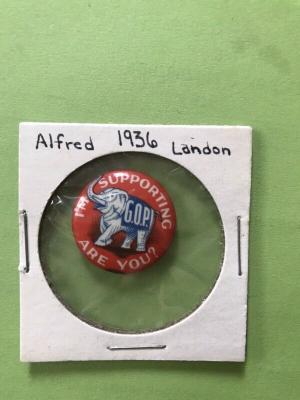 Alfred 1936 Landon
I'M SUPPORTING
G.O.P.
ARE YOU?